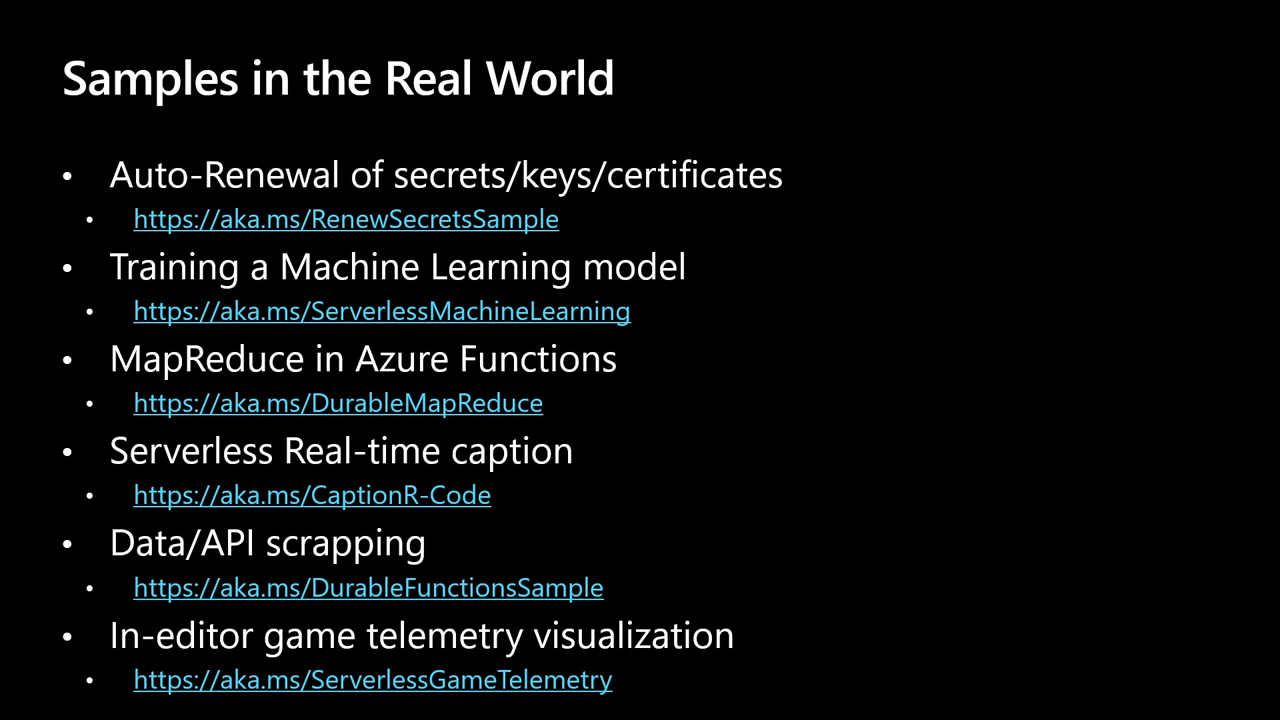 Samples in the Real World
• Auto-Renewal of secrets/keys/certificates
• https://aka.ms/RenewSecretsSample
• Training a Machine Learning model
• https://aka.ms/ServerlessMachineLearning
• MapReduce in Azure Functions
• https://aka.ms/DurableMapReduce
• Serverless Real-time caption
• https://aka.ms/CaptionR-Code
• Data/API scrapping
• https://aka.ms/DurableFunctionsSample
• In-editor game telemetry visualization
• https://aka.ms/ServerlessGameTelemetry